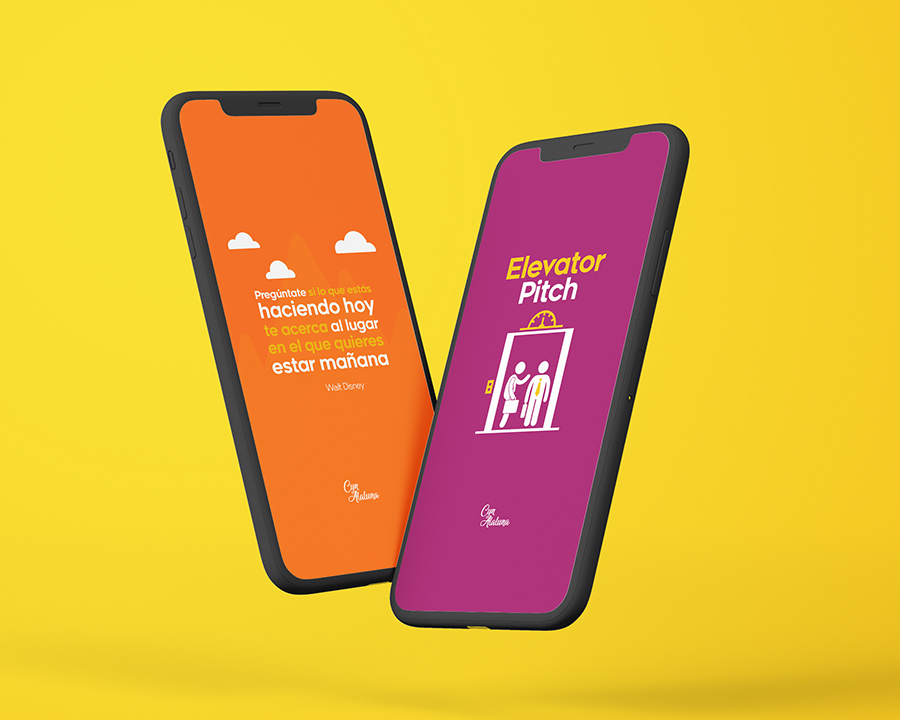 Pregúntate si lo que estás
haciendo hoy
te acerca al lugar
en el que quieres
estar mañana
Walt Disney
Elevator
Pitch